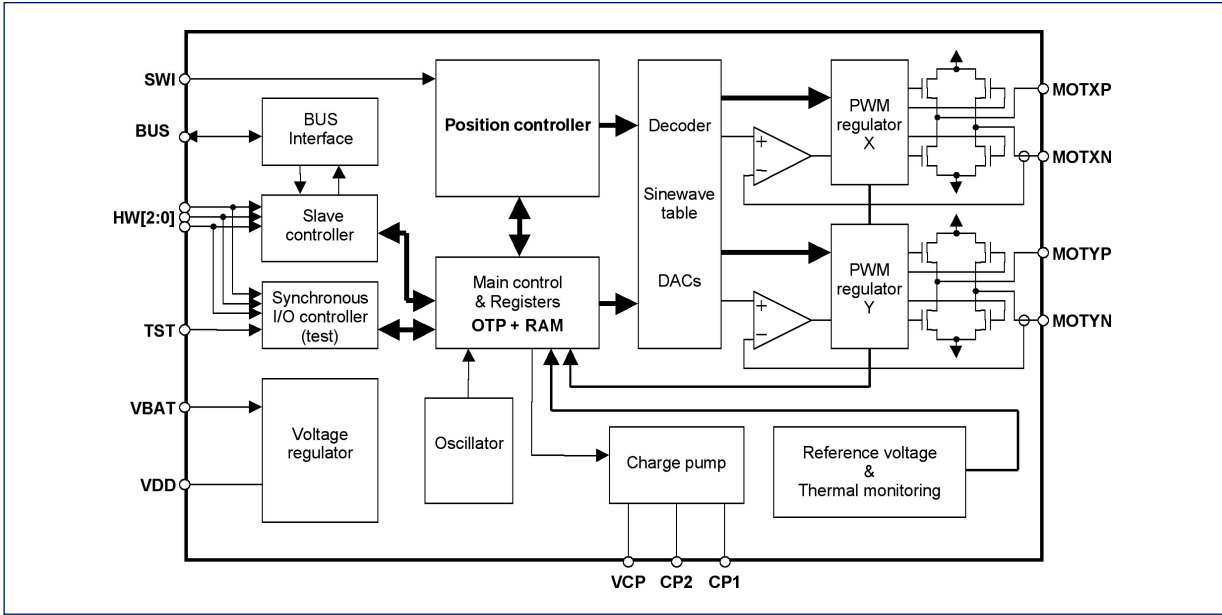 SWI
BUS
HW[2:0]
TST
VBAT
VDD
BUS
Interface
Slave
controller
Synchronous
I/O controller
(test)
Voltage
regulator
Position controller
Main control
& Registers
OTP + RAM
Oscillator
Charge pump
Decoder
Sinewave
table
DACs
+
−
+
−
PWM
regulator
X
PWM
regulator
Y
Reference voltage
&
Thermal monitoring
MOTXP
MOTXN
MOTYP
MOTYN
VCP CP2 CP1